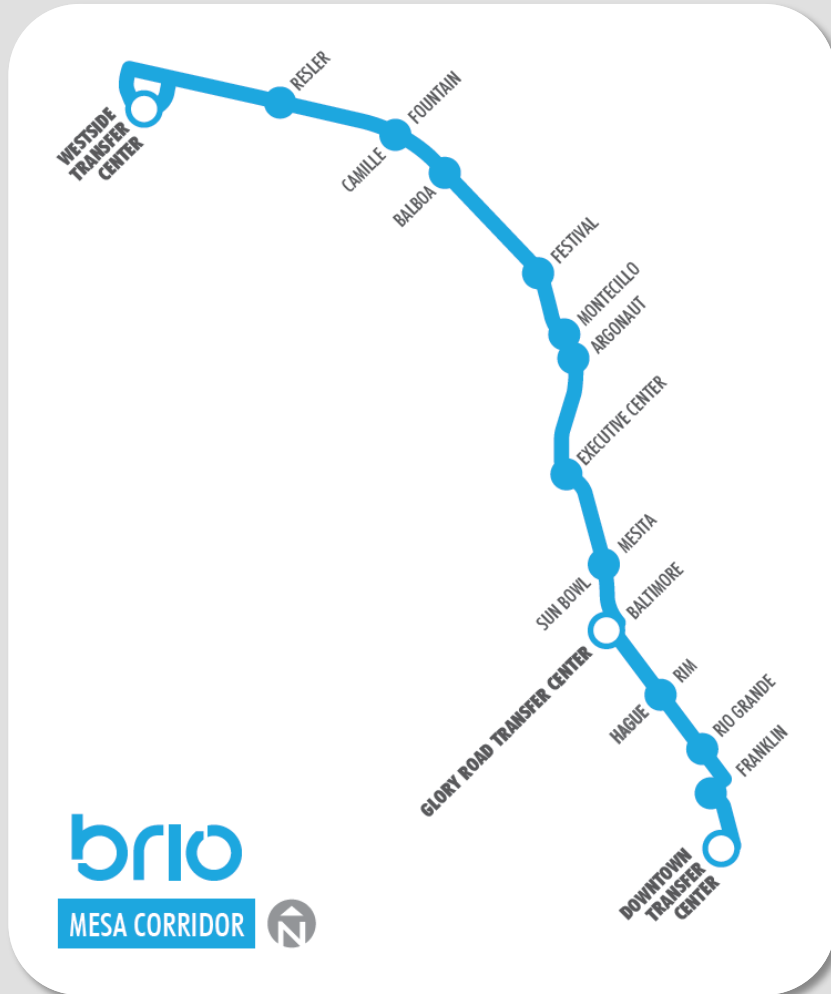 RESLER
FOUNTAIN
WESTSIDE
TRANSFER
CENTER
CAMILLE
BALBOA
FESTIVAL
MONTECILLO
ARGONAUT
EXECUTIVE CENTER
MESITA
SUN BOWL
BALTIMORE
GLORY ROAD TRANSFER CENTER
RIM
HAGUE
RIO GRANDE
FRANKLIN
DOWNTOWN
TRANSFER
CENTER
brio
MESA CORRIDOR
N